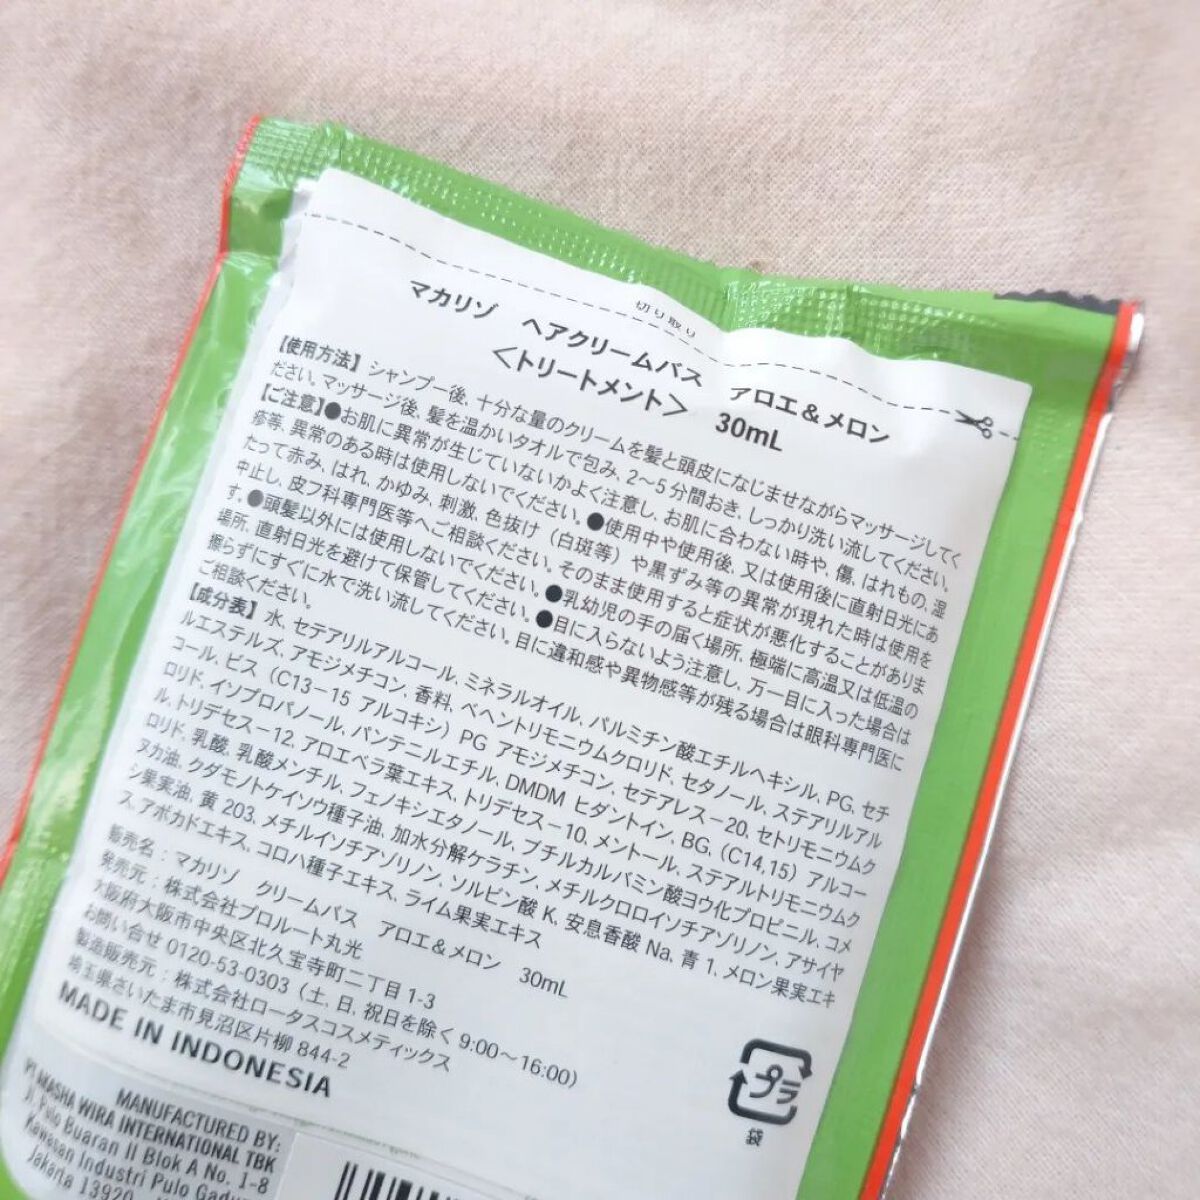 切り取り
マカリゾ ヘアクリームバス アロエ＆メロン
＜トリートメント＞ 30mL
【使用方法】シャンプー後、十分な量のクリームを髪と頭皮になじませながらマッサージしてく
ださい。マッサージ後、髪を温かいタオルで包み、2～5分間おき、しっかり洗い流してください。
【ご注意】●お肌に異常が生じていないかよく注意し、お肌に合わない時や、傷、はれもの、湿
疹等、異常のある時は使用しないでください。●使用中や使用後、又は使用後に直射日光にあ
たって赤み、はれ、かゆみ、刺激、色抜け（白斑等）や黒ずみ等の異常が現れた時は使用を
中止し、皮フ科専門医等へご相談ください。そのまま使用すると症状が悪化することがありま
す。●頭髪以外には使用しないでください。●乳幼児の手の届く場所、極端に高温又は低温の
場所、直射日光を避けて保管してください。●目に入らないよう注意し、万一目に入った場合は
擦らずにすぐに水で洗い流してください。目に違和感や異物感等が残る場合は眼科専門医に
ご相談ください。
【成分表】水、セテアリルアルコール、ミネラルオイル、パルミチン酸エチルヘキシル、PG、セチ
ルエステルズ、アモジメチコン、香料、ベヘントリモニウムクロリド、セタノール、ステアリルアル
コール、ビス（C13－15 アルコキシ）PG アモジメチコン、セテアレス－20、セトリモニウムク
ロリド、イソプロパノール、パンテニルエチル、DMDM ヒダントイン、BG、（C14,15）アルコー
ル、トリデセス－12、アロエベラ葉エキス、トリデセス－10、メントール、ステアルトリモニウムク
ロリド、乳酸、乳酸メンチル、フェノキシエタノール、ブチルカルバミン酸ヨウ化プロピニル、コメ
ヌカ油、クダモノトケイソウ種子油、加水分解ケラチン、メチルクロロイソチアゾリノン、アサイヤ
シ果実油、黄 203、メチルイソチアゾリノン、ソルビン酸 K、安息香酸 Na、青 1、メロン果実エキ
ス、アボカドエキス、コロハ種子エキス、ライム果実エキス
販売名：マカリゾ クリームバス アロエ＆メロン 30mL
発売元：株式会社プロルート丸光
大阪府大阪市中央区北久宝寺町二丁目 1-3
お問い合せ 0120-53-0303（土、日、祝日を除く 9:00～16:00）
製造販売元：株式会社ロータスコスメティックス
埼玉県さいたま市見沼区片柳 844-2
MADE IN INDONESIA
プラ
袋
MANUFACTURED BY:
WIRA INTERNATIONAL TBK
Jl. Pulo Buaran II Blok A No. 1-8
Kawasan Industri Pulo
Jakarta 13920